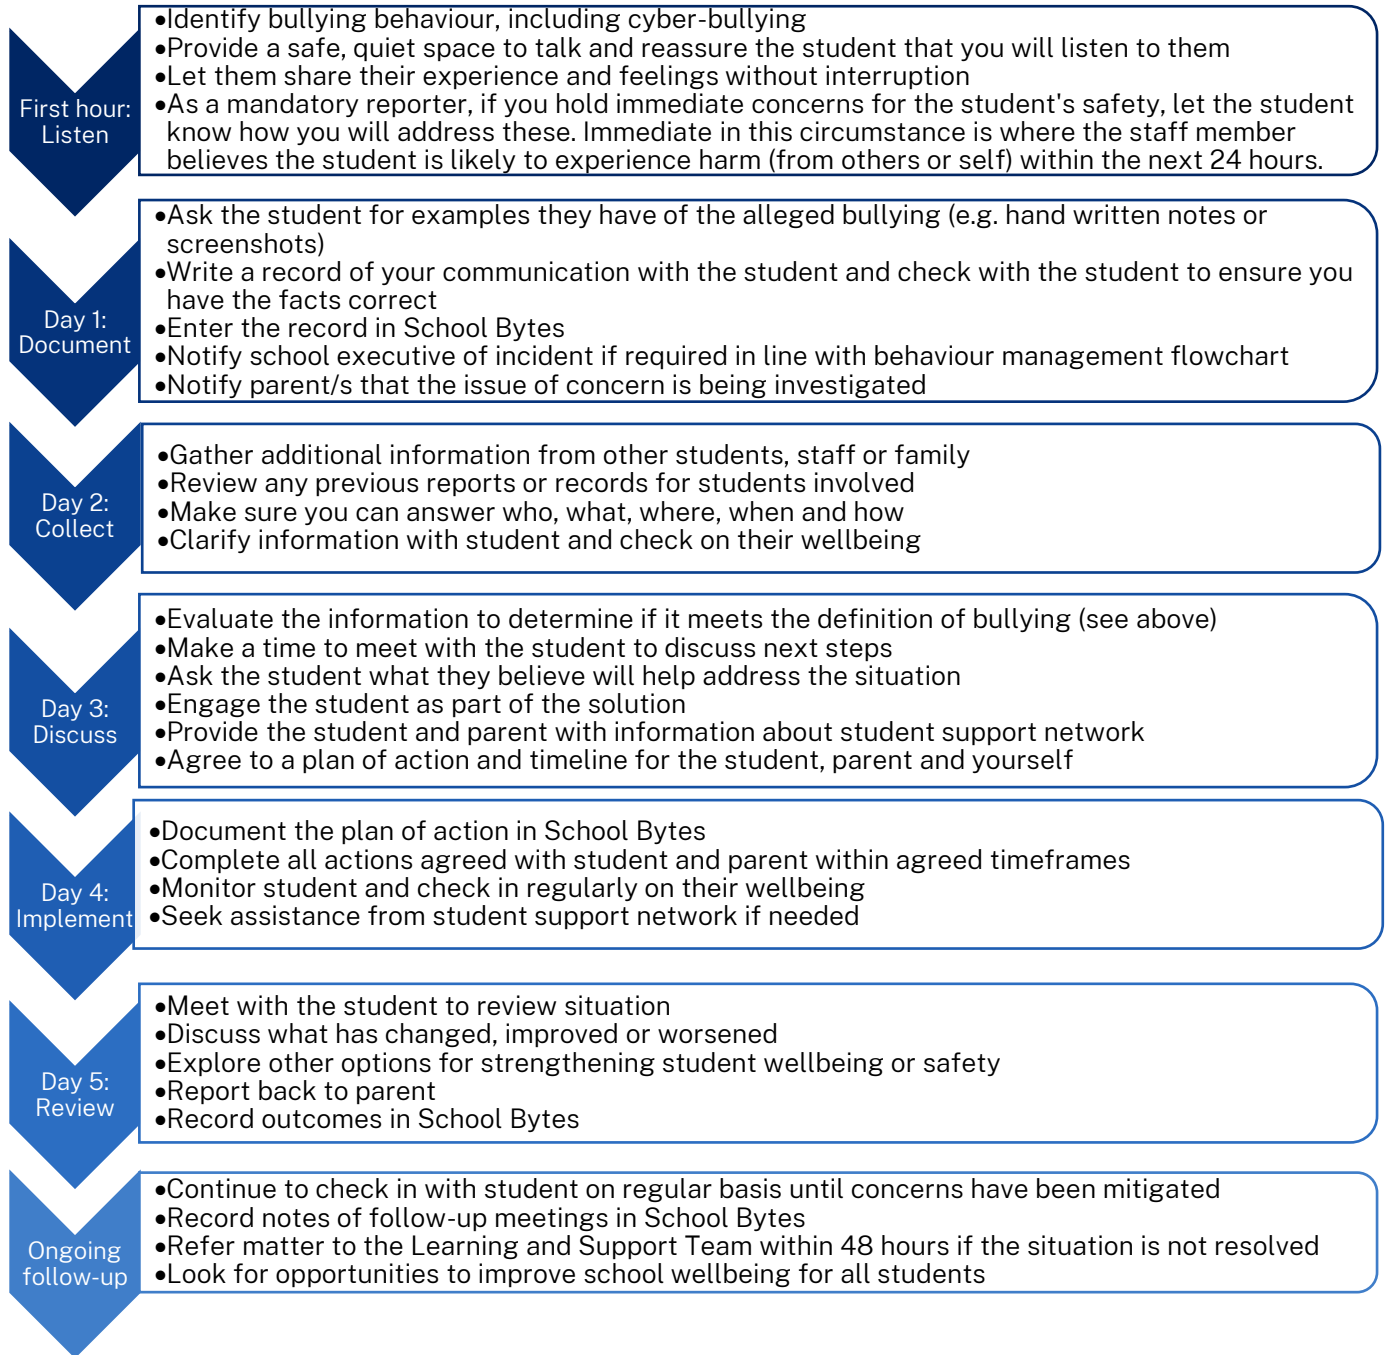 First hour:
Listen
•Identify bullying behaviour, including cyber-bullying
•Provide a safe, quiet space to talk and reassure the student that you will listen to them
•Let them share their experience and feelings without interruption
•As a mandatory reporter, if you hold immediate concerns for the student's safety, let the student
know how you will address these. Immediate in this circumstance is where the staff member
believes the student is likely to experience harm (from others or self) within the next 24 hours.
Day 1:
Document
•Ask the student for examples they have of the alleged bullying (e.g. hand written notes or
screenshots)
•Write a record of your communication with the student and check with the student to ensure you
have the facts correct
•Enter the record in School Bytes
•Notify school executive of incident if required in line with behaviour management flowchart
•Notify parent/s that the issue of concern is being investigated
Day 2:
Collect
•Gather additional information from other students, staff or family
•Review any previous reports or records for students involved
•Make sure you can answer who, what, where, when and how
•Clarify information with student and check on their wellbeing
Day 3:
Discuss
•Evaluate the information to determine if it meets the definition of bullying (see above)
•Make a time to meet with the student to discuss next steps
•Ask the student what they believe will help address the situation
•Engage the student as part of the solution
•Provide the student and parent with information about student support network
•Agree to a plan of action and timeline for the student, parent and yourself
Day 4:
Implement
•Document the plan of action in School Bytes
•Complete all actions agreed with student and parent within agreed timeframes
•Monitor student and check in regularly on their wellbeing
•Seek assistance from student support network if needed
Day 5:
Review
•Meet with the student to review situation
•Discuss what has changed, improved or worsened
•Explore other options for strengthening student wellbeing or safety
•Report back to parent
•Record outcomes in School Bytes
Ongoing
follow-up
•Continue to check in with student on regular basis until concerns have been mitigated
•Record notes of follow-up meetings in School Bytes
•Refer matter to the Learning and Support Team within 48 hours if the situation is not resolved
•Look for opportunities to improve school wellbeing for all students